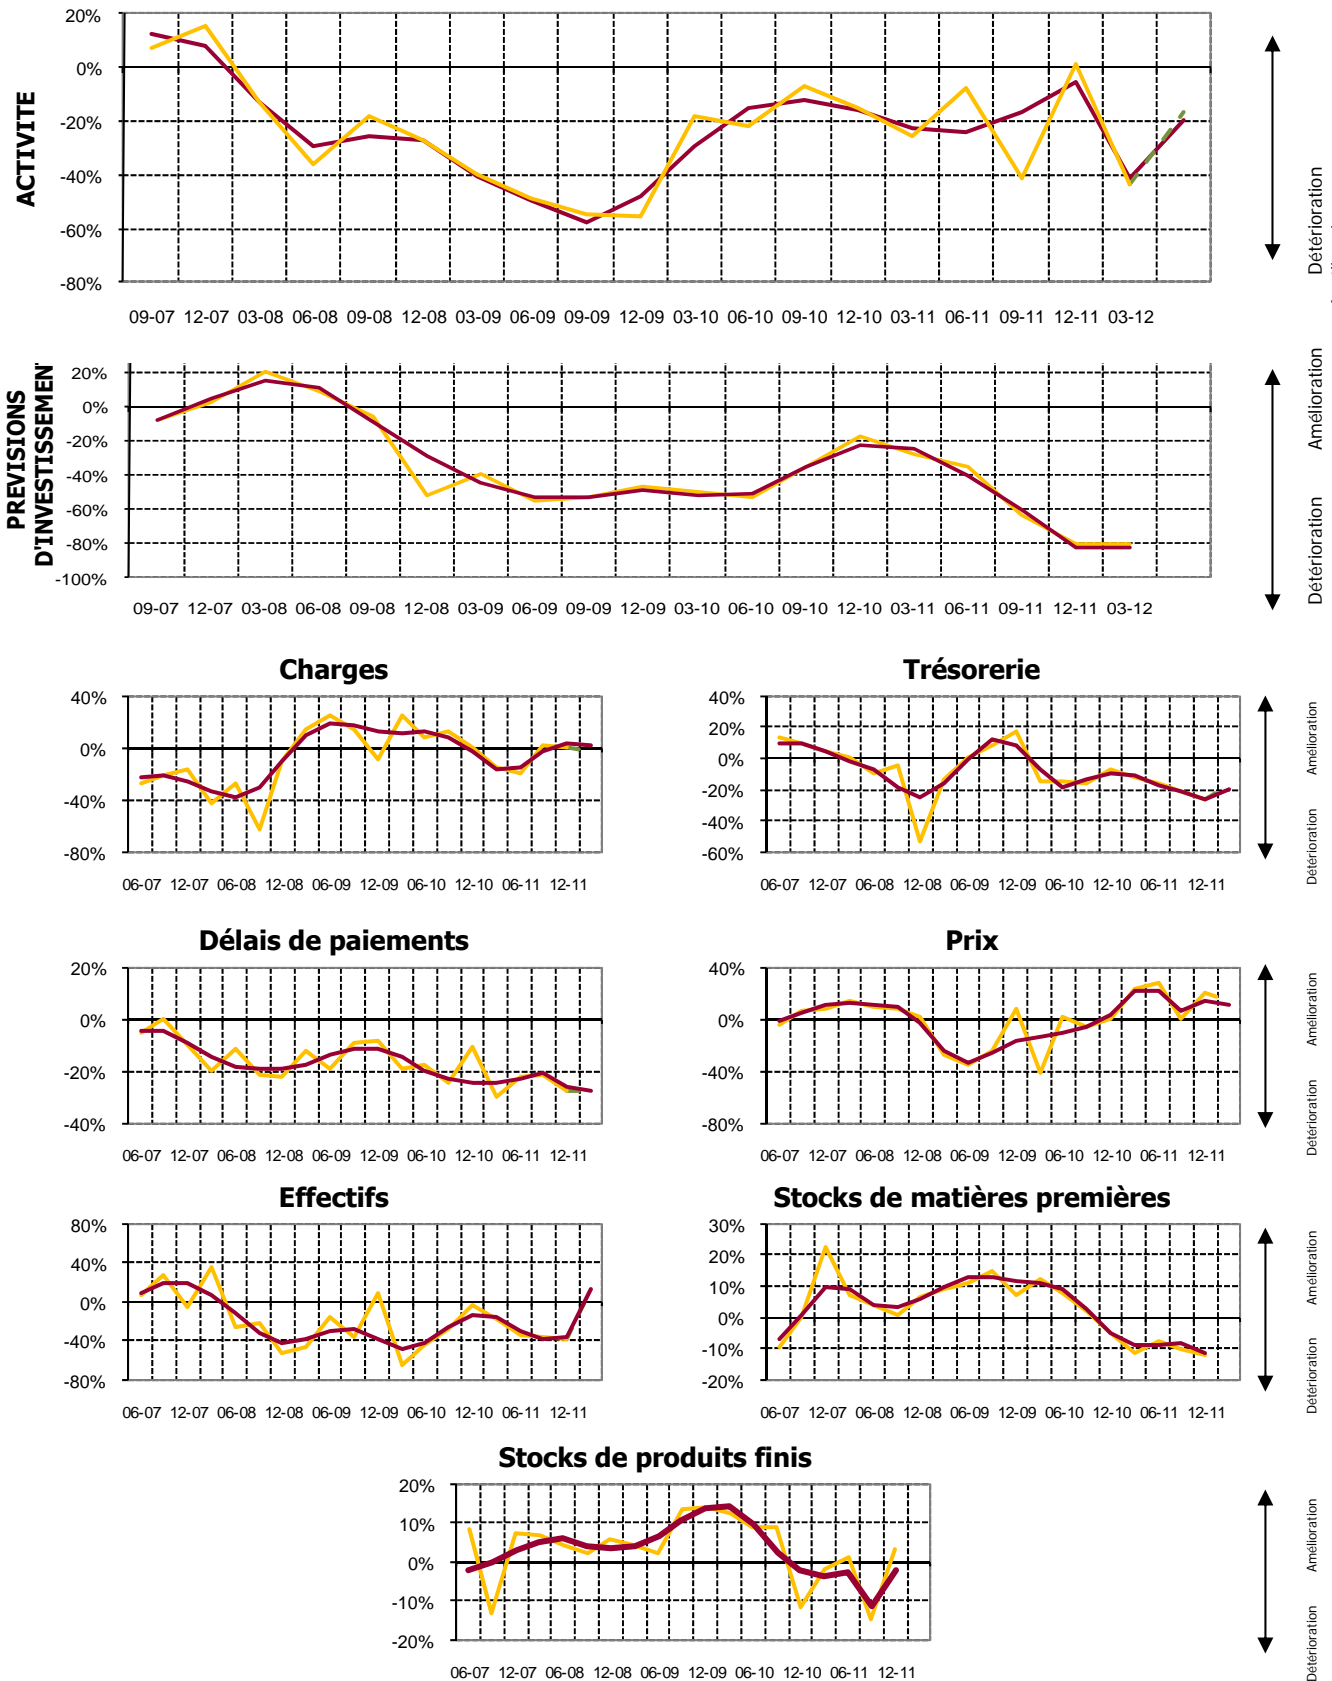 ACTIVITE
20%
0%
-20%
-40%
-60%
-80%
09-07 12-07 03-08 06-08 09-08 12-08 03-09 06-09 09-09 12-09 03-10 06-10 09-10 12-10 03-11 06-11 09-11 12-11 03-12
Détérioration
PREVISIONS
D'INVESTISSEMEN
20%
0%
-20%
-40%
-60%
-80%
-100%
09-07 12-07 03-08 06-08 09-08 12-08 03-09 06-09 09-09 12-09 03-10 06-10 09-10 12-10 03-11 06-11 09-11 12-11 03-12
Amélioration
Détérioration
Charges
40%
0%
-40%
-80%
06-07 12-07 06-08 12-08 06-09 12-09 06-10 12-10 06-11 12-11
Trésorerie
40%
20%
0%
-20%
-40%
-60%
06-07 12-07 06-08 12-08 06-09 12-09 06-10 12-10 06-11 12-11
Amélioration
Détérioration
Délais de paiements
20%
0%
-20%
-40%
06-07 12-07 06-08 12-08 06-09 12-09 06-10 12-10 06-11 12-11
Prix
40%
0%
-40%
-80%
06-07 12-07 06-08 12-08 06-09 12-09 06-10 12-10 06-11 12-11
Amélioration
Détérioration
Effectifs
80%
40%
0%
-40%
-80%
06-07 12-07 06-08 12-08 06-09 12-09 06-10 12-10 06-11 12-11
Stocks de matières premières
30%
20%
10%
0%
-10%
-20%
06-07 12-07 06-08 12-08 06-09 12-09 06-10 12-10 06-11 12-11
Amélioration
Détérioration
Stocks de produits finis
20%
10%
0%
-10%
-20%
06-07 12-07 06-08 12-08 06-09 12-09 06-10 12-10 06-11 12-11
Amélioration
Détérioration